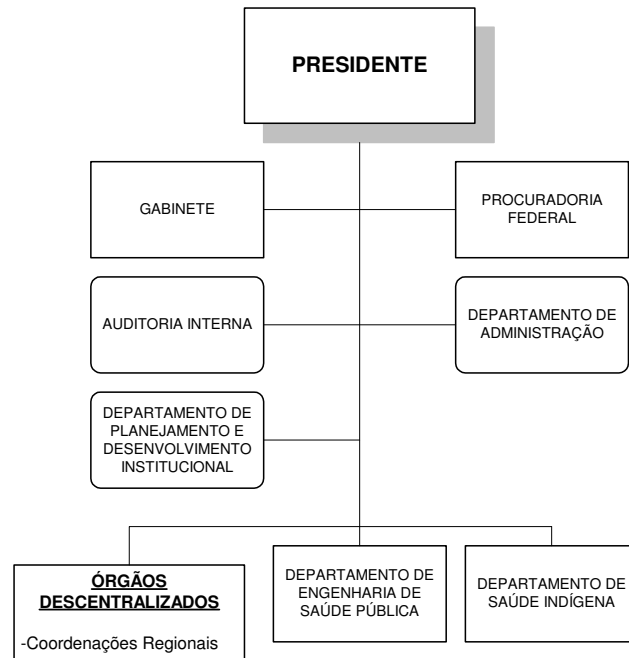 PRESIDENTE
GABINETE
PROCURADORIA
FEDERAL
AUDITORIA INTERNA
DEPARTAMENTO DE
ADMINISTRAÇÃO
DEPARTAMENTO DE
PLANEJAMENTO E
DESENVOLVIMENTO
INSTITUCIONAL
ÓRGÃOS
DESCENTRALIZADOS
-Coordenações Regionais
DEPARTAMENTO DE
ENGENHARIA DE
SAÚDE PÚBLICA
DEPARTAMENTO DE
SAÚDE INDÍGENA